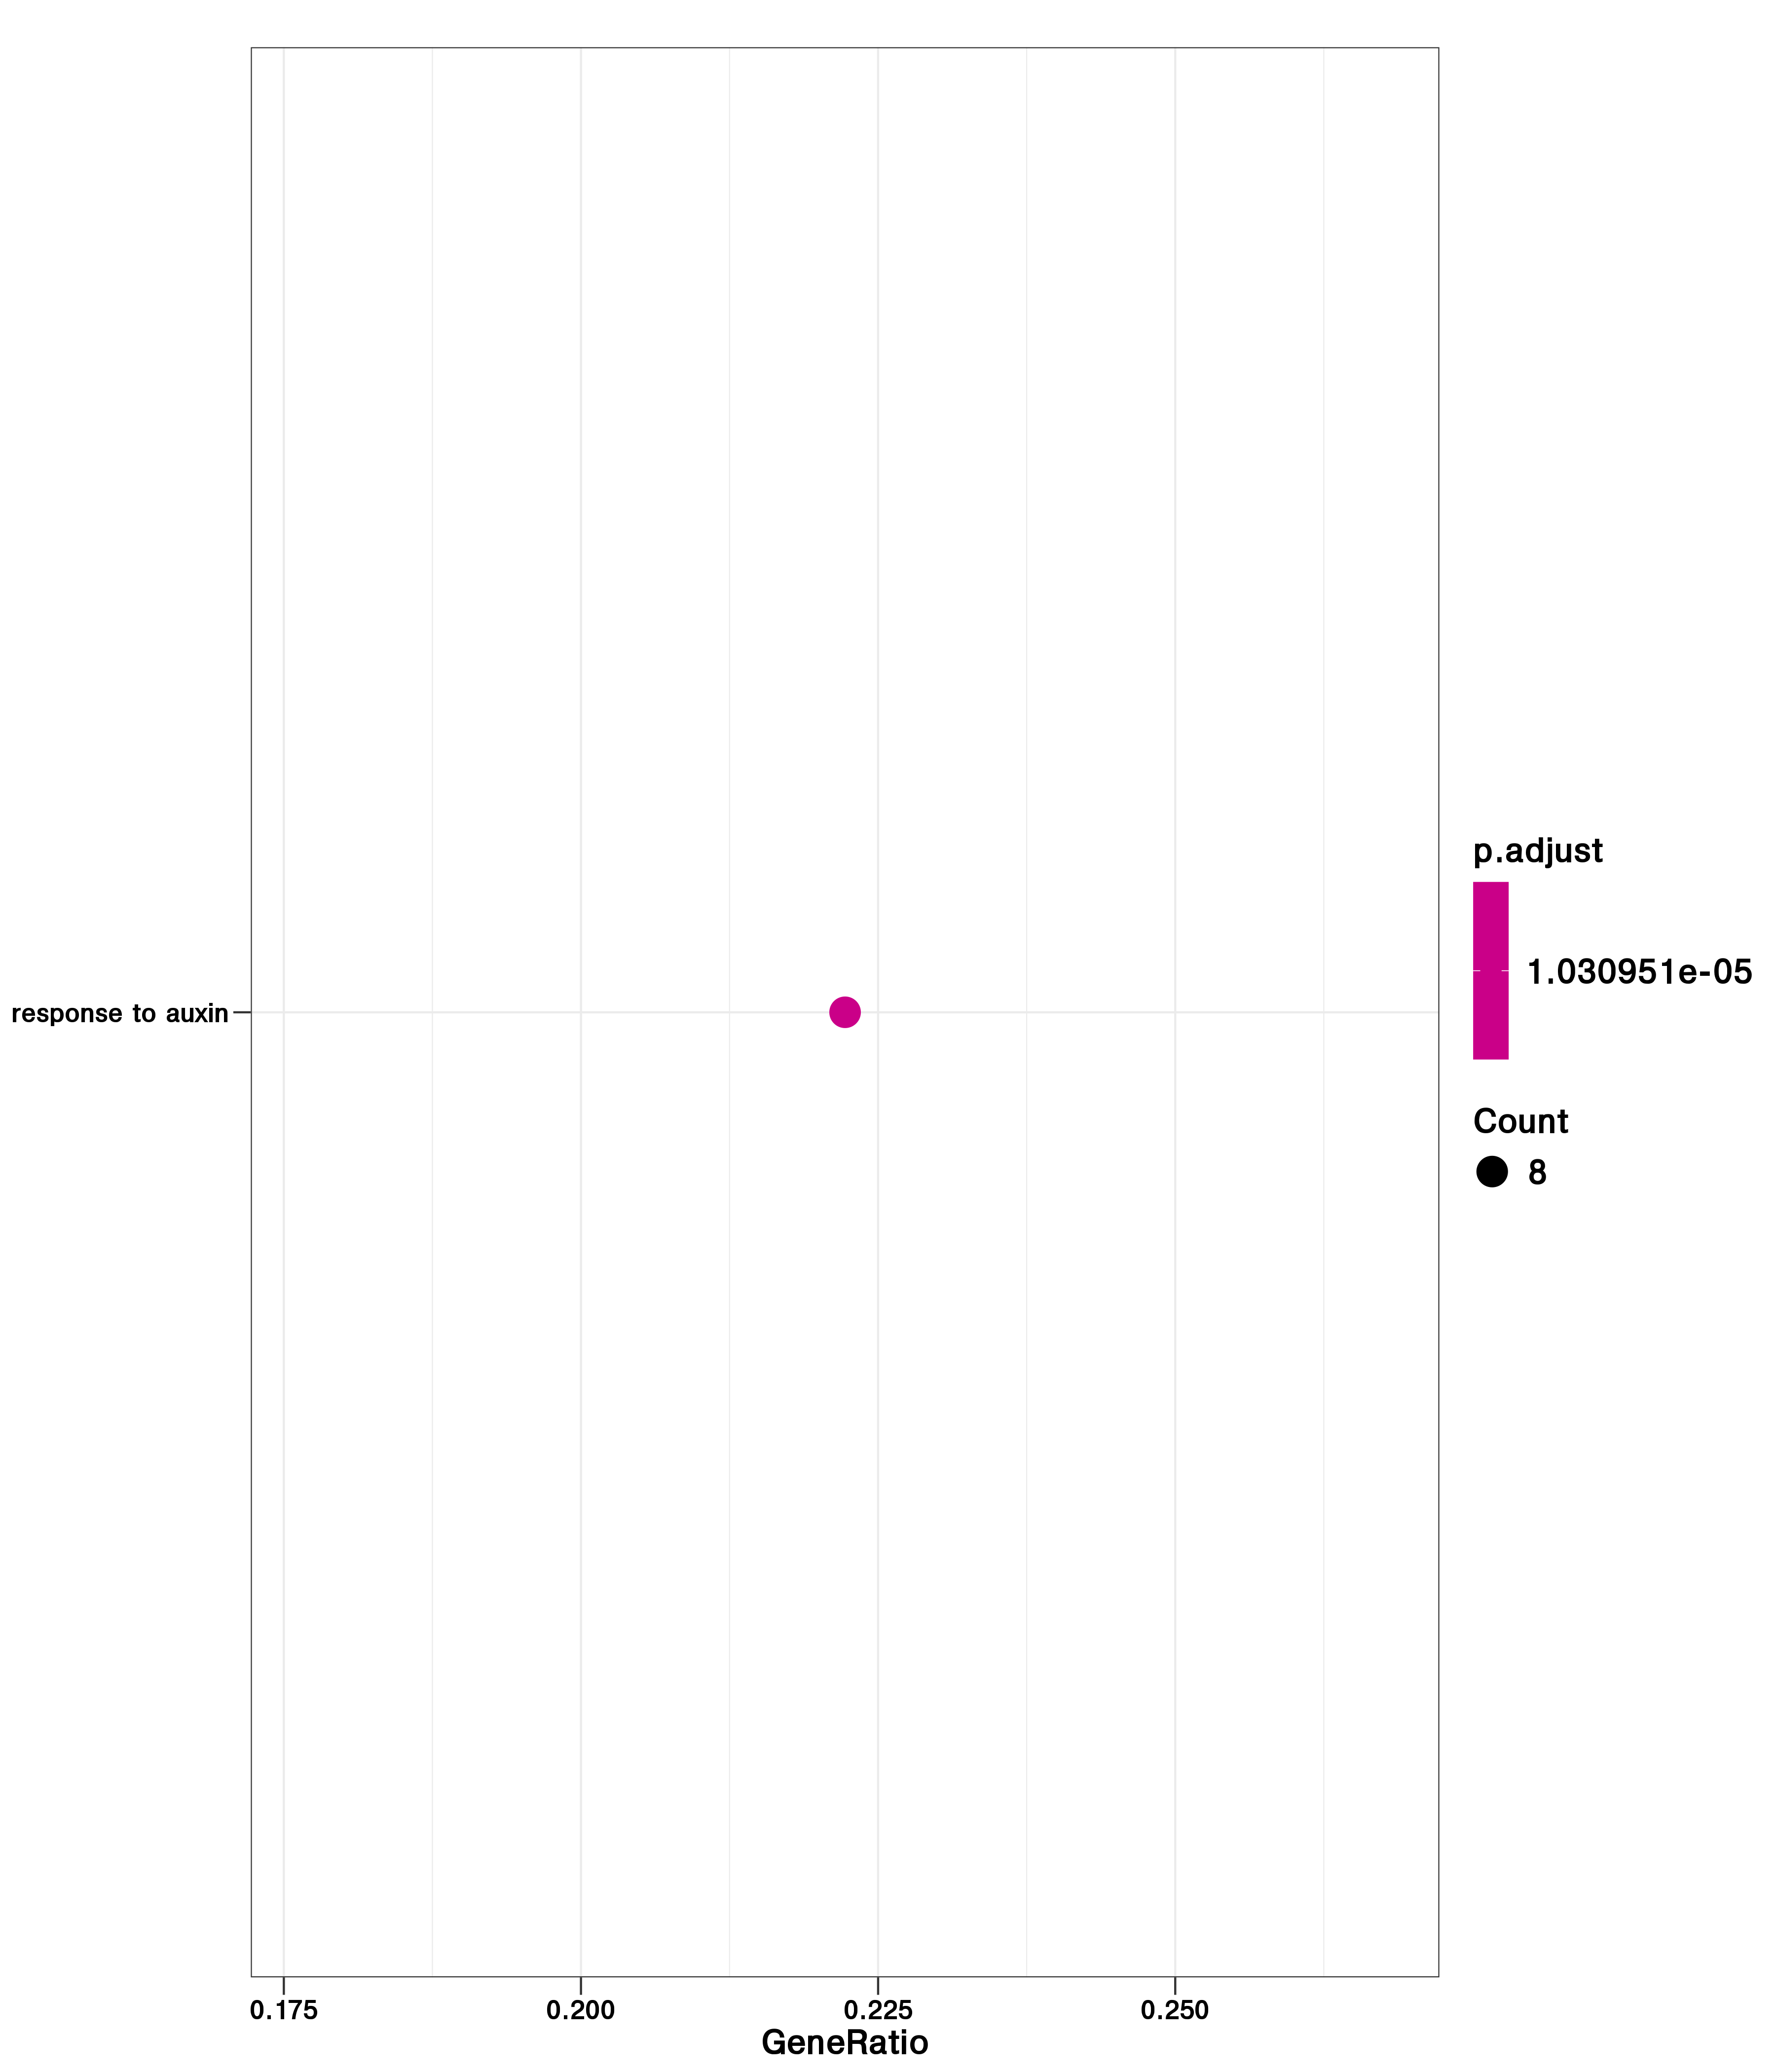 response to auxin
0.175
0.200
0.225
0.250
GeneRatio
p.adjust
1.030951e-05
Count
8